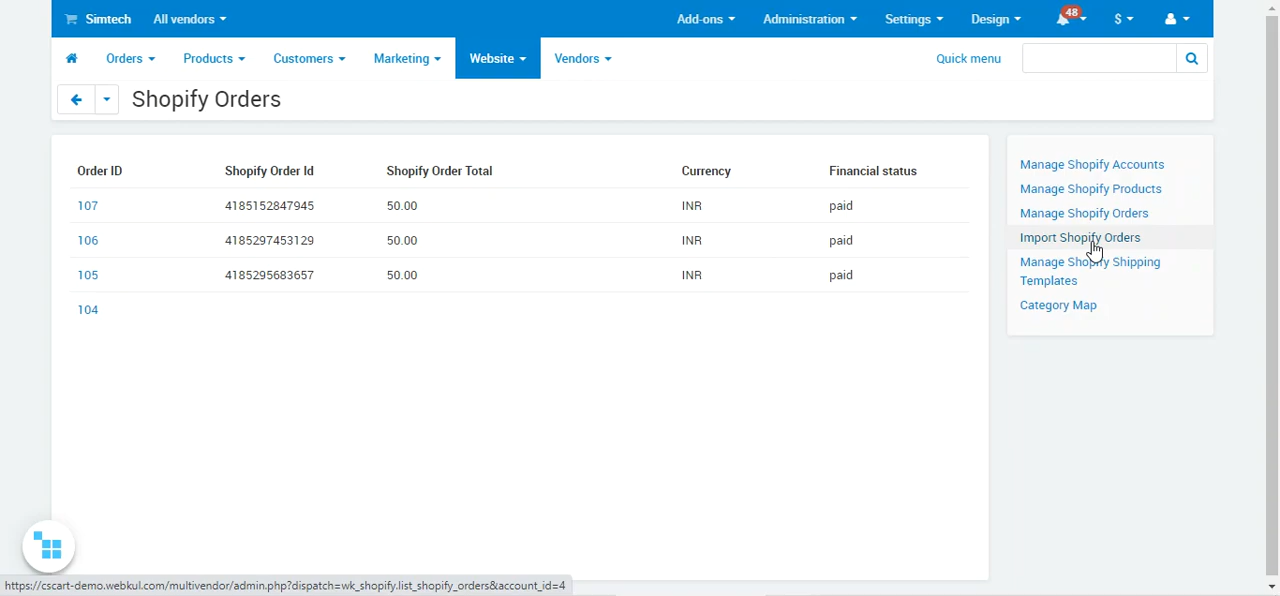 Simtech All vendors Add-ons Administration Settings Design 48 $
Orders Products Customers Marketing Website Vendors Quick menu
Shopify Orders
Order ID Shopify Order Id Shopify Order Total Currency Financial status
107 4185152847945 50.00 INR paid
106 4185297453129 50.00 INR paid
105 4185295683657 50.00 INR paid
104
Manage Shopify Accounts
Manage Shopify Products
Manage Shopify Orders
Import Shopify Orders
Manage Shopify Shipping
Templates
Category Map
https://cscart-demo.webkul.com/multivendor/admin.php?dispatch=wk_shopify.list_shopify_orders&account_id=4